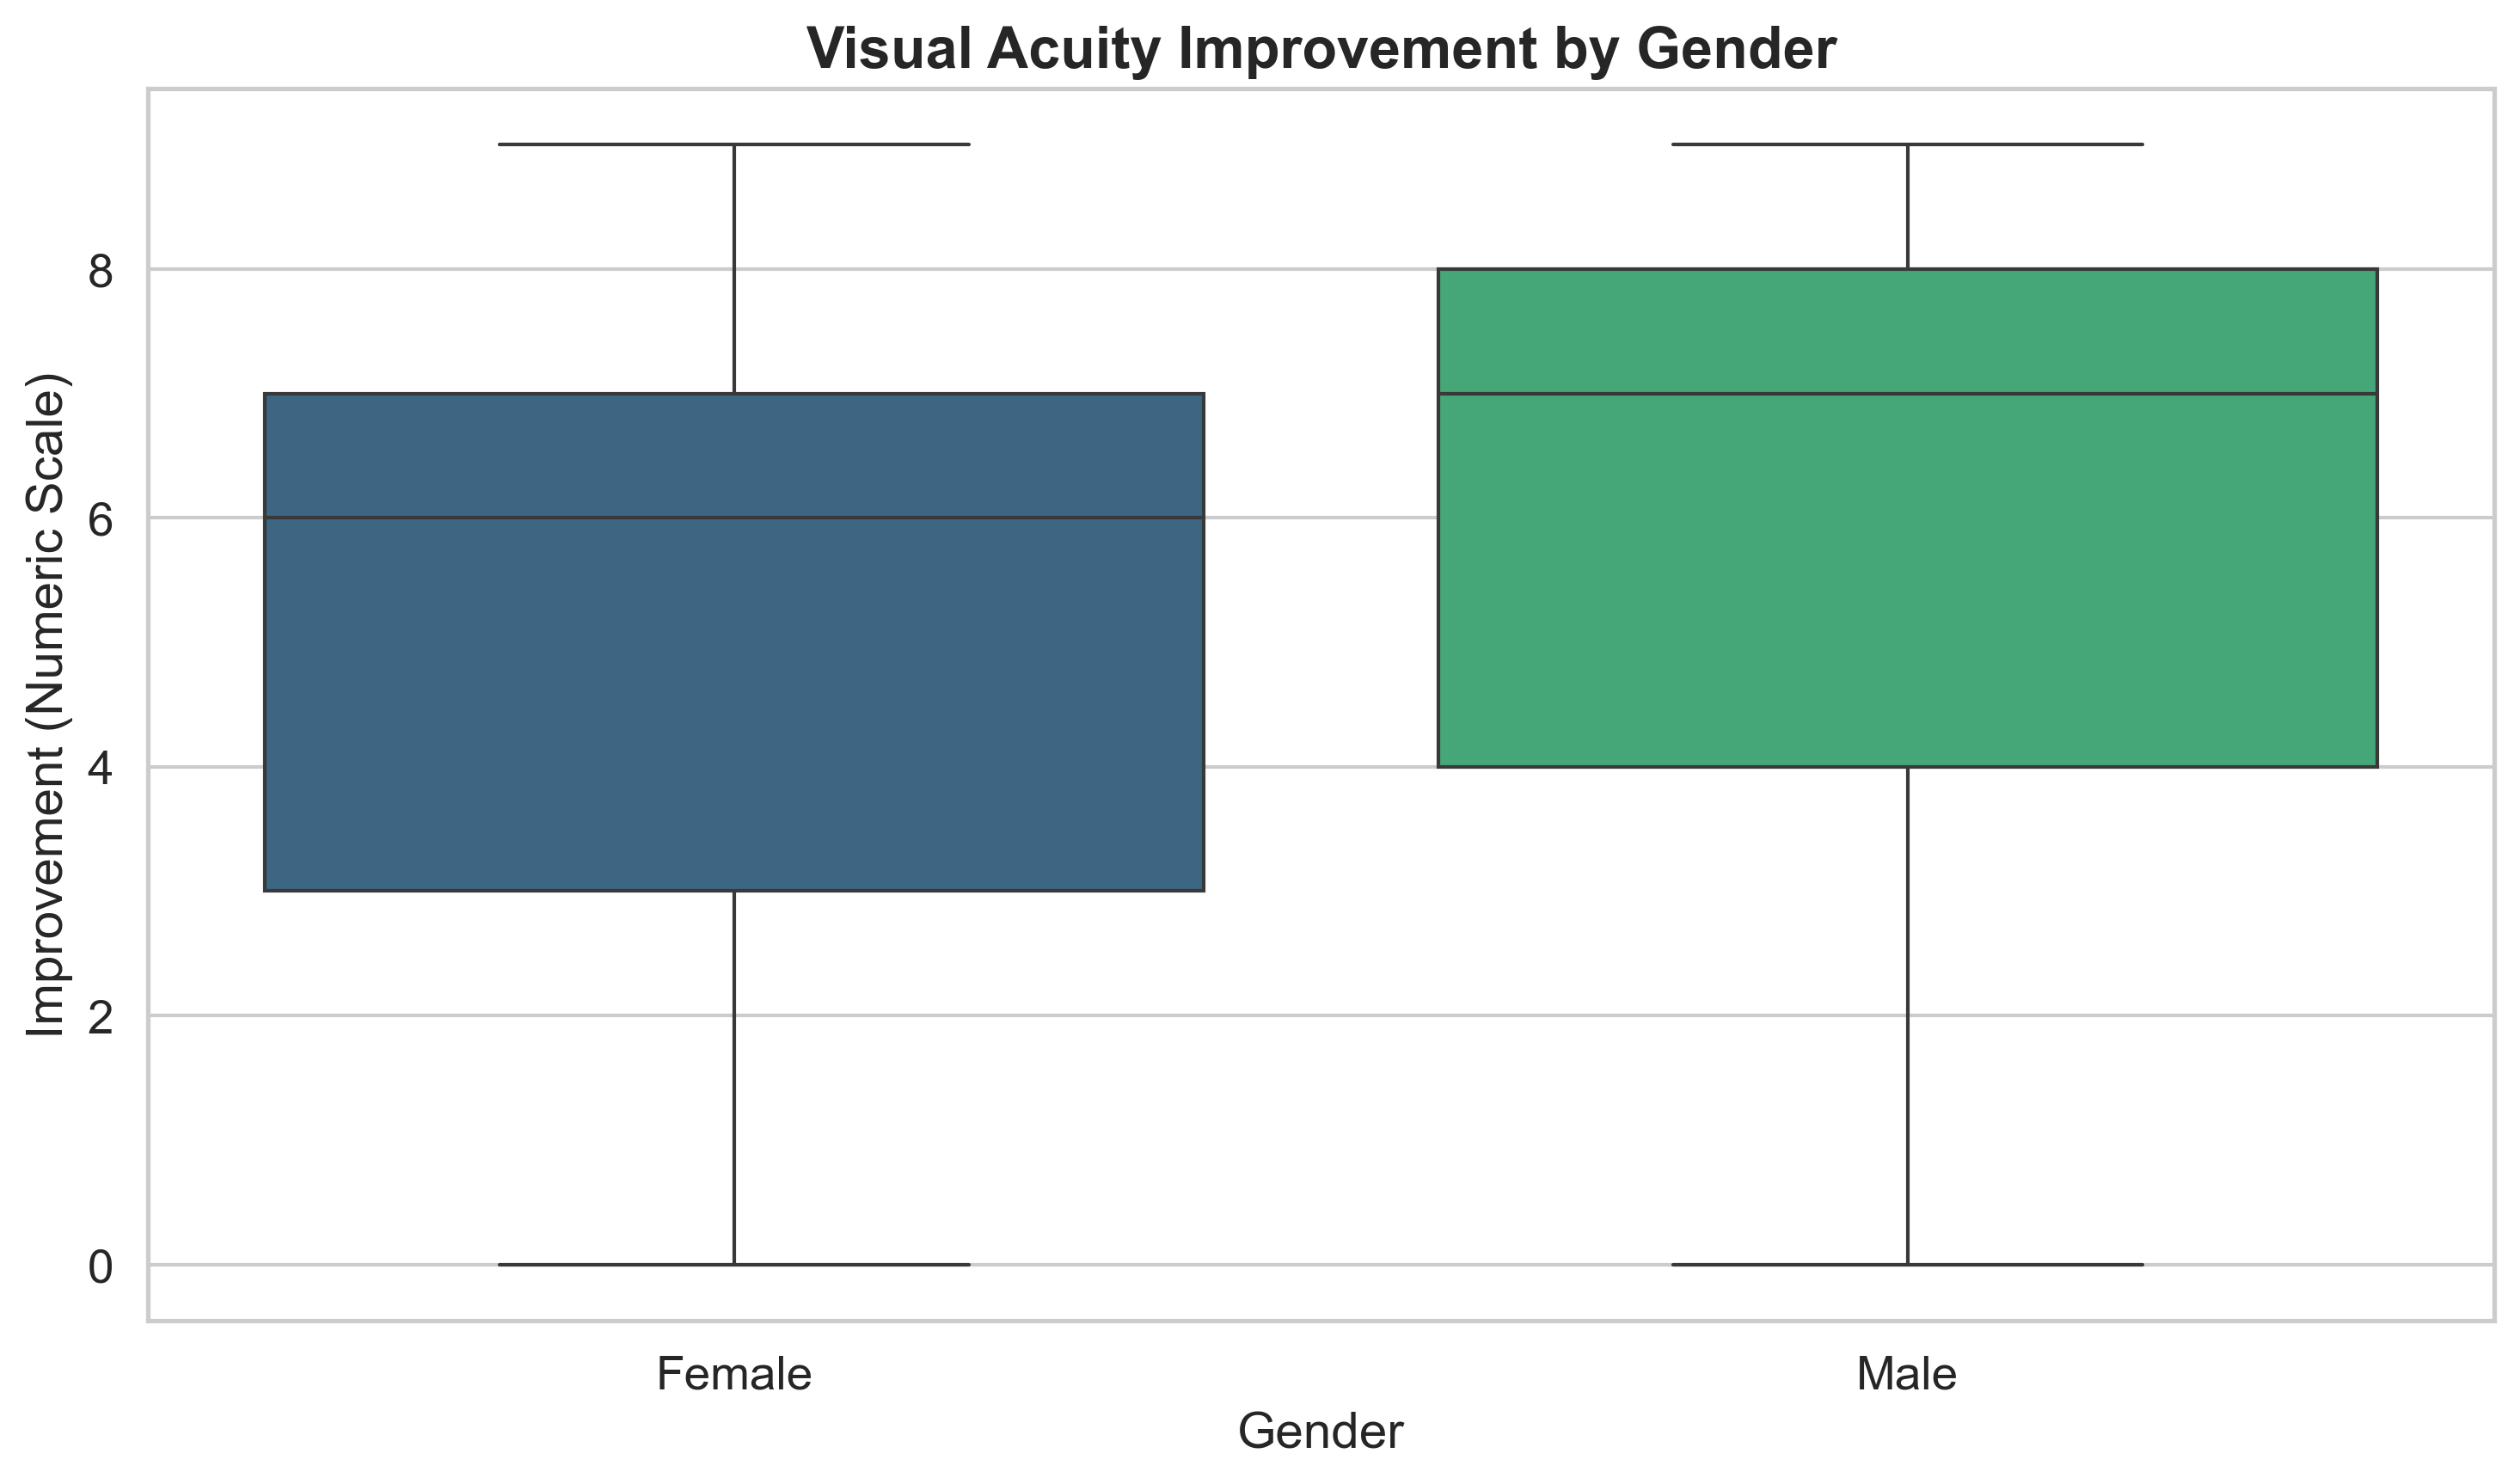 Visual Acuity Improvement by Gender
Improvement (Numeric Scale)
8
6
4
2
0
Female
Male
Gender